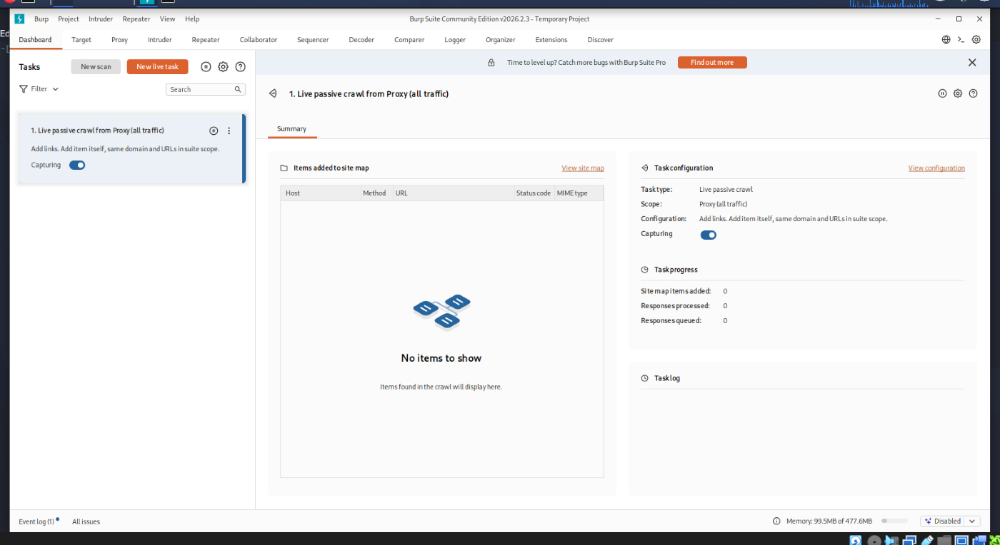 Burp Project Intruder Repeater View Help Burp Suite Community Edition v2026.2.3 - Temporary Project
Dashboard Target Proxy Intruder Repeater Collaborator Sequencer Decoder Comparer Logger Organizer Extensions Discover
Tasks New scan New live task
Time to level up? Catch more bugs with Burp Suite Pro Find out more
Filter Search
1. Live passive crawl from Proxy (all traffic)
Add links. Add item itself, same domain and URLs in suite scope.
Capturing
1. Live passive crawl from Proxy (all traffic)
Summary
Items added to site map View site map
Host Method URL Status code MIME type
No items to show
Items found in the crawl will display here.
Task configuration View configuration
Task type: Live passive crawl
Scope: Proxy (all traffic)
Configuration: Add links. Add item itself, same domain and URLs in suite scope.
Capturing
Task progress
Site map items added: 0
Responses processed: 0
Responses queued: 0
Task log
Event log (1) All issues Memory: 99.5MB of 477.6MB Disabled